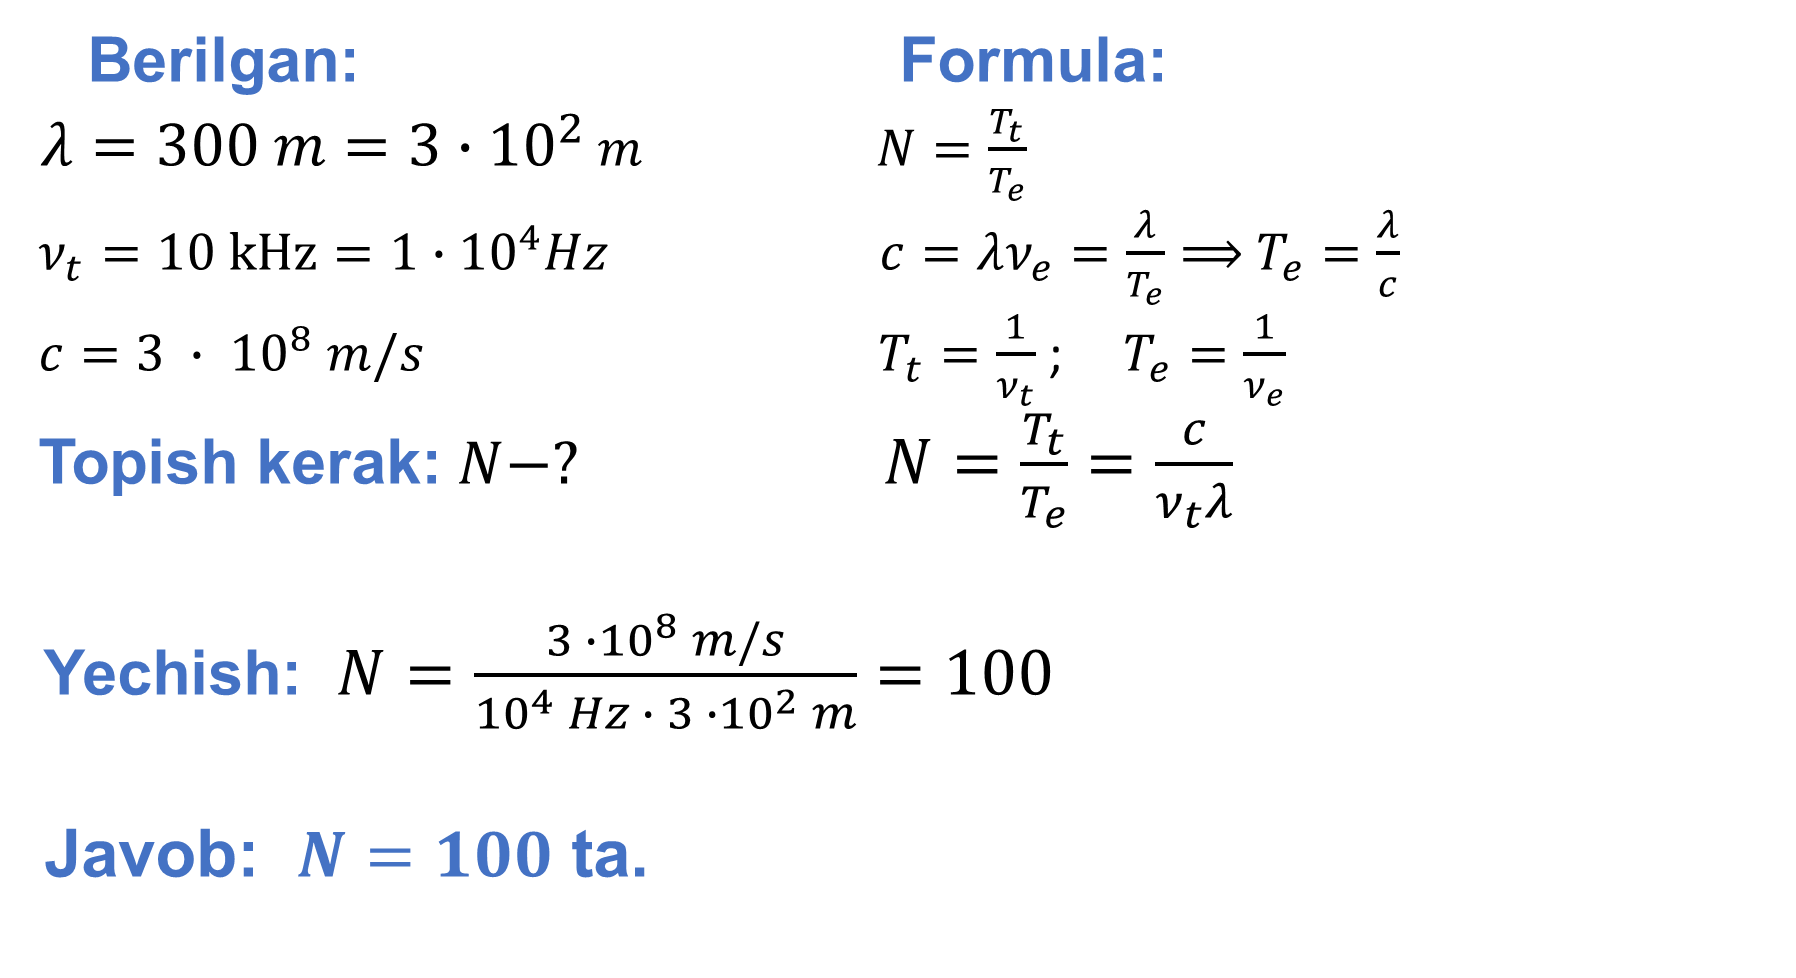 Berilgan:
λ = 300 m = 3 · 10² m
ν_t = 10 kHz = 1 · 10⁴ Hz
c = 3 · 10⁸ m/s
Topish kerak: N−?
Formula:
N = T_t/T_e
c = λν_e = λ/T_e ⟹ T_e = λ/c
T_t = 1/ν_t ; T_e = 1/ν_e
N = T_t/T_e = c/(ν_t λ)
Yechish: N = (3 · 10⁸ m/s)/(10⁴ Hz · 3 · 10² m) = 100
Javob: N = 100 ta.